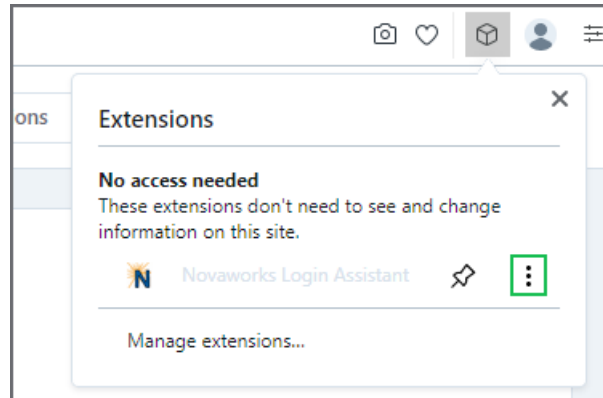 ons
Extensions
No access needed
These extensions don't need to see and change
information on this site.
N Novaworks Login Assistant
Manage extensions...